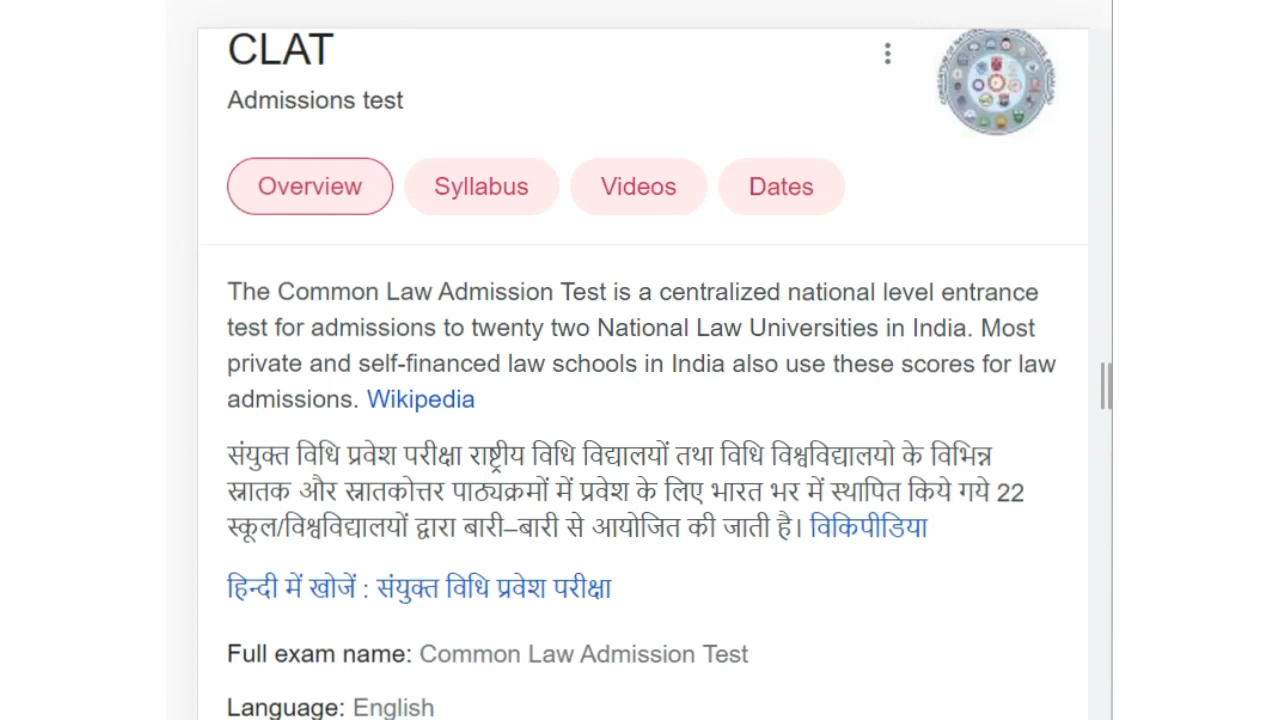 CLAT
Admissions test
Overview
Syllabus
Videos
Dates
The Common Law Admission Test is a centralized national level entrance
test for admissions to twenty two National Law Universities in India. Most
private and self-financed law schools in India also use these scores for law
admissions. Wikipedia
संयुक्त विधि प्रवेश परीक्षा राष्ट्रीय विधि विद्यालयों तथा विधि विश्वविद्यालयो के विभिन्न
स्नातक और स्नातकोत्तर पाठ्यक्रमों में प्रवेश के लिए भारत भर में स्थापित किये गये 22
स्कूल/विश्वविद्यालयों द्वारा बारी–बारी से आयोजित की जाती है। विकिपीडिया
हिन्दी में खोजें : संयुक्त विधि प्रवेश परीक्षा
Full exam name: Common Law Admission Test
Language: English